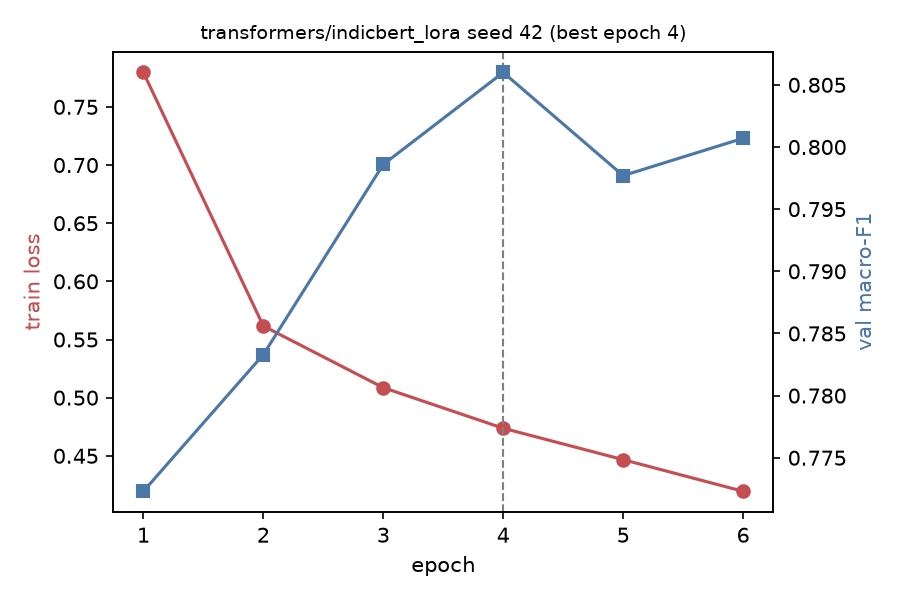 transformers/indicbert_lora seed 42 (best epoch 4)
train loss
0.75
0.70
0.65
0.60
0.55
0.50
0.45
0.805
0.800
0.795
0.790
0.785
0.780
0.775
val macro-F1
1 2 3 4 5 6
epoch